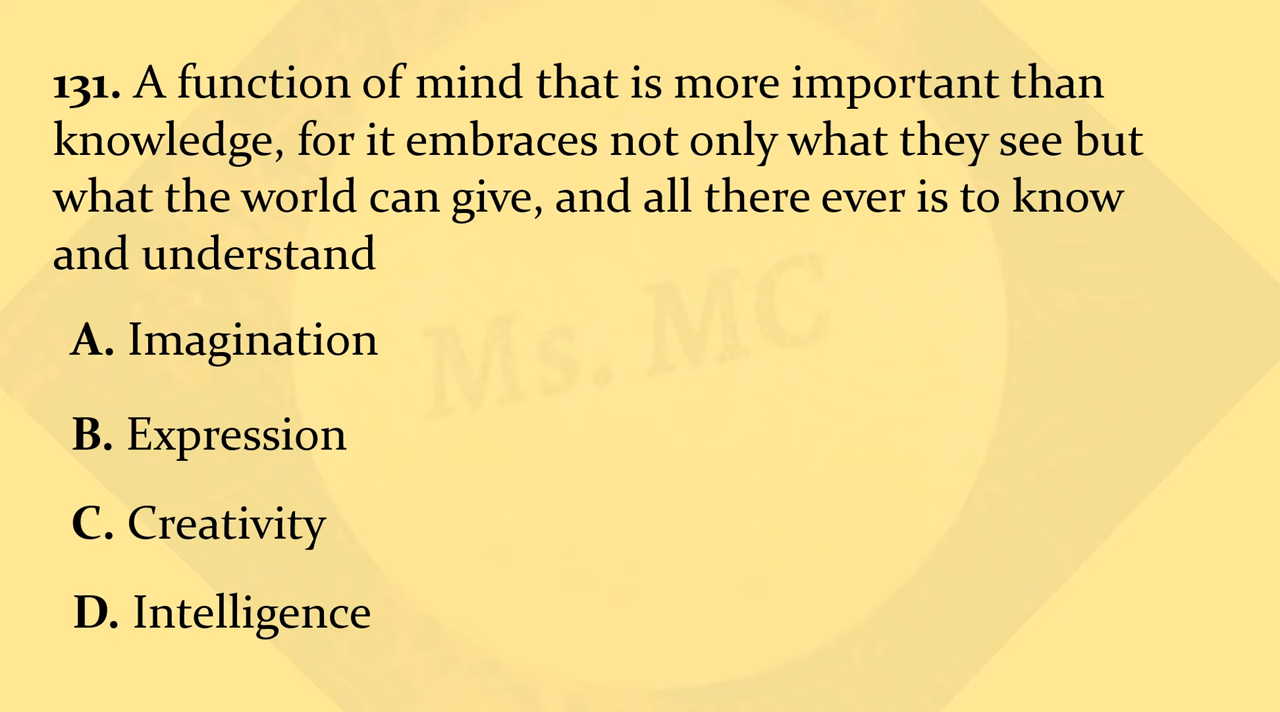 131. A function of mind that is more important than
knowledge, for it embraces not only what they see but
what the world can give, and all there ever is to know
and understand
Ms. MC
A. Imagination
B. Expression
C. Creativity
D. Intelligence